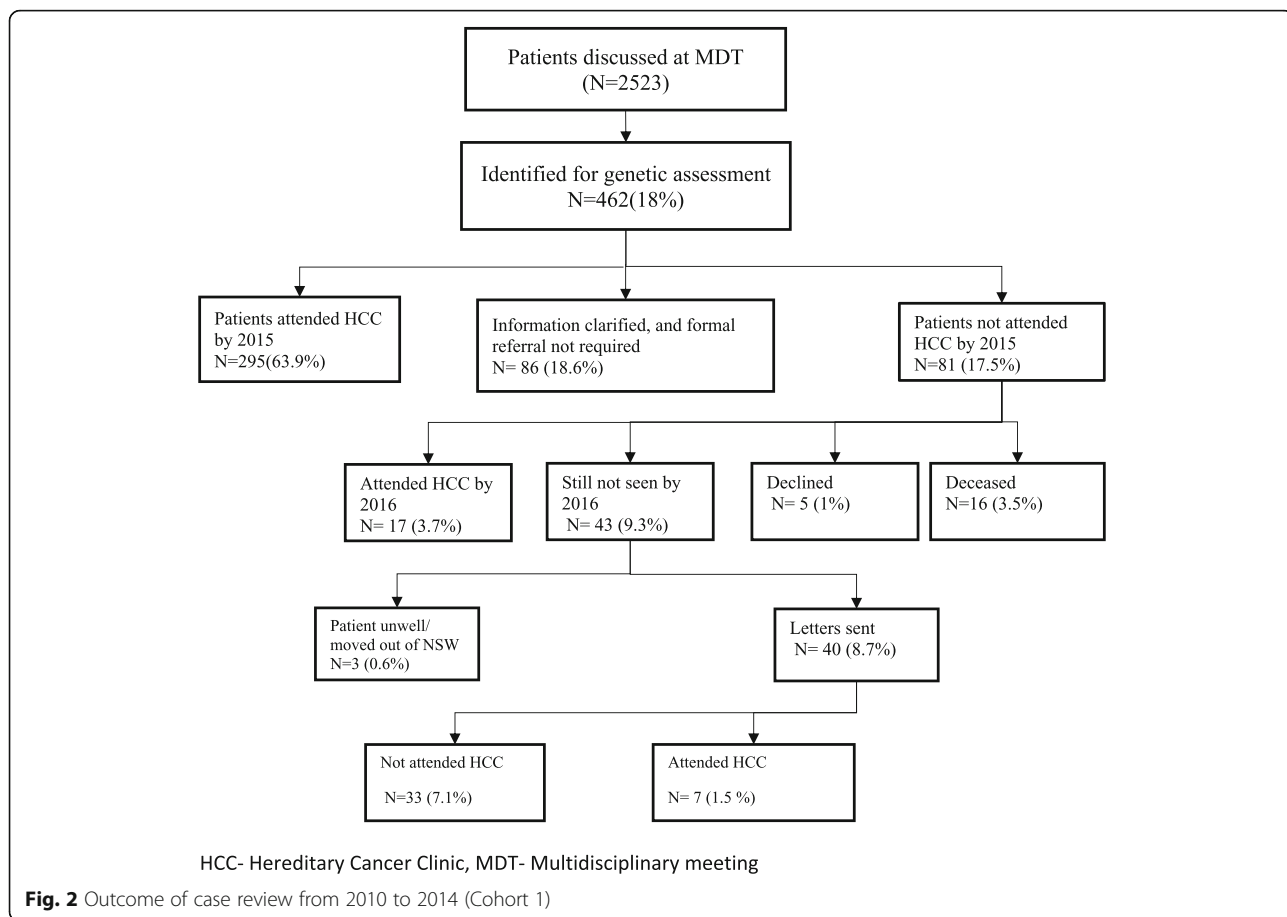 Patients discussed at MDT
(N=2523)
Identified for genetic assessment
N=462(18%)
Patients attended HCC
by 2015
N=295(63.9%)
Information clarified, and formal
referral not required
N= 86 (18.6%)
Patients not attended
HCC by 2015
N=81 (17.5%)
Attended HCC by
2016
N= 17 (3.7%)
Still not seen by
2016
N= 43 (9.3%)
Declined
N= 5 (1%)
Deceased
N=16 (3.5%)
Patient unwell/
moved out of NSW
N=3 (0.6%)
Letters sent
N= 40 (8.7%)
Not attended HCC
N=33 (7.1%)
Attended HCC
N= 7 (1.5 %)
HCC- Hereditary Cancer Clinic, MDT- Multidisciplinary meeting
Fig. 2 Outcome of case review from 2010 to 2014 (Cohort 1)